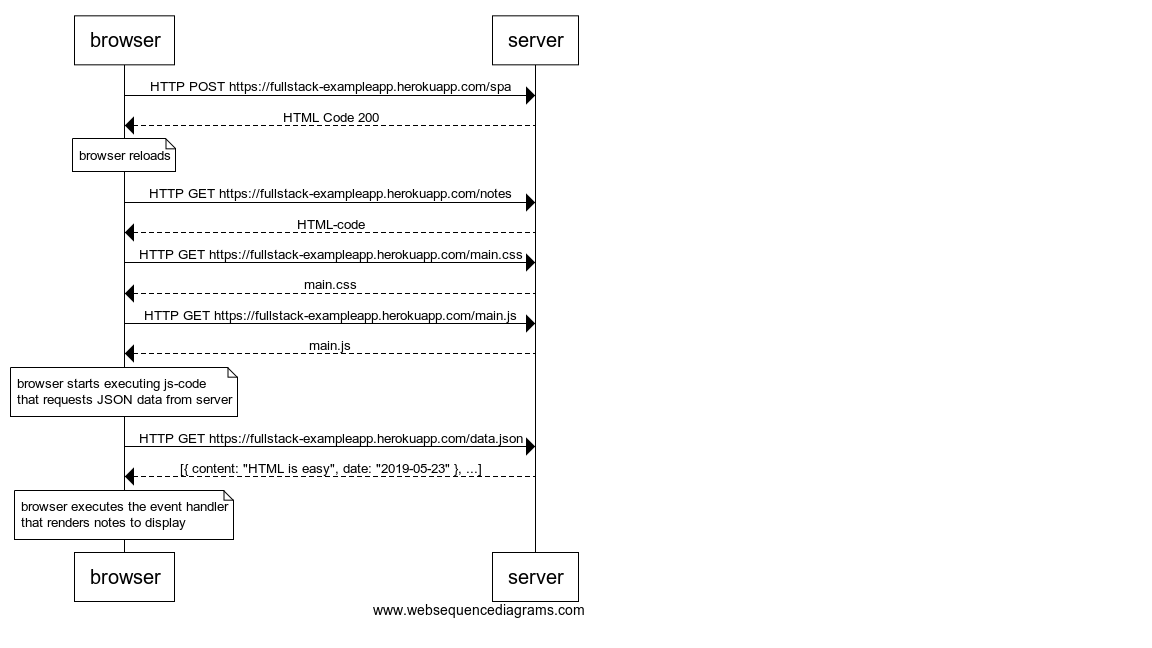 browser
server
HTTP POST https://fullstack-exampleapp.herokuapp.com/spa
HTML Code 200
browser reloads
HTTP GET https://fullstack-exampleapp.herokuapp.com/notes
HTML-code
HTTP GET https://fullstack-exampleapp.herokuapp.com/main.css
main.css
HTTP GET https://fullstack-exampleapp.herokuapp.com/main.js
main.js
browser starts executing js-code
that requests JSON data from server
HTTP GET https://fullstack-exampleapp.herokuapp.com/data.json
[{ content: "HTML is easy", date: "2019-05-23" }, ...]
browser executes the event handler
that renders notes to display
browser
server
www.websequencediagrams.com